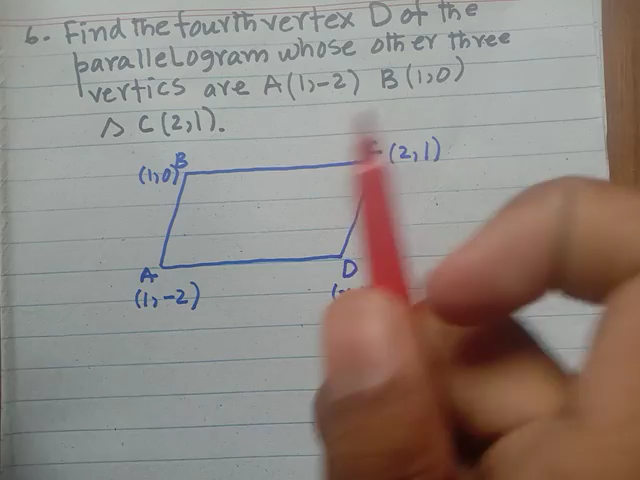 6. Find the fourth vertex D of the
parallelogram whose other three
vertics are A(1,-2) B(1,0)
C(2,1).
B
(1,0)
(2,1)
A
D
(1,-2)